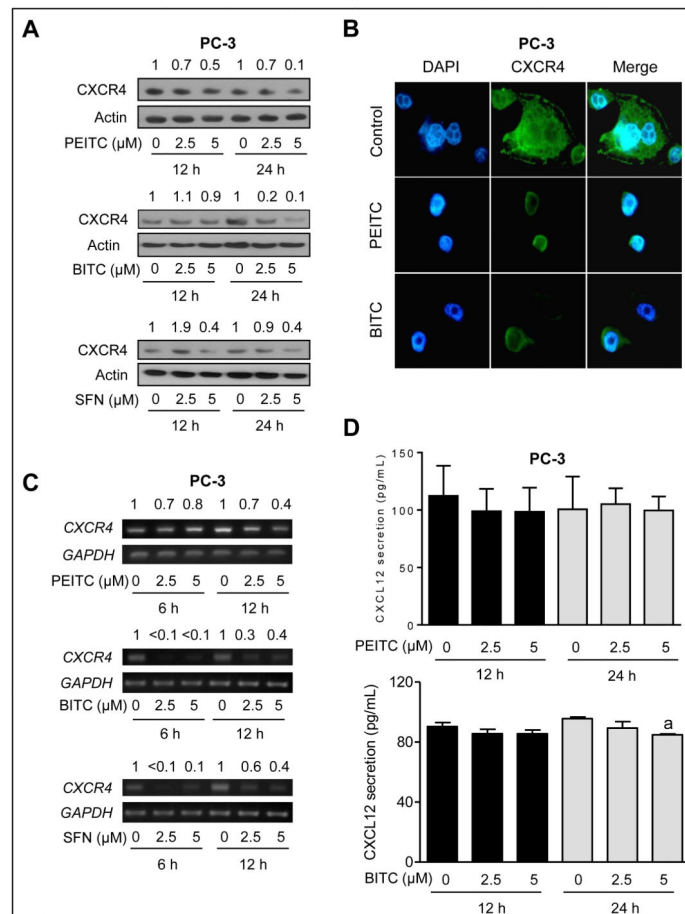 A
PC-3
1 0.7 0.5 1 0.7 0.1
CXCR4
Actin
PEITC (µM) 0 2.5 5 0 2.5 5
12 h 24 h
1 1.1 0.9 1 0.2 0.1
CXCR4
Actin
BITC (µM) 0 2.5 5 0 2.5 5
12 h 24 h
1 1.9 0.4 1 0.9 0.4
CXCR4
Actin
SFN (µM) 0 2.5 5 0 2.5 5
12 h 24 h
B
PC-3
DAPI CXCR4 Merge
Control
PEITC
BITC
C
PC-3
1 0.7 0.8 1 0.7 0.4
CXCR4
GAPDH
PEITC (µM) 0 2.5 5 0 2.5 5
6 h 12 h
1 <0.1 <0.1 1 0.3 0.4
CXCR4
GAPDH
BITC (µM) 0 2.5 5 0 2.5 5
6 h 12 h
1 <0.1 0.1 1 0.6 0.4
CXCR4
GAPDH
SFN (µM) 0 2.5 5 0 2.5 5
6 h 12 h
D
PC-3
CXCL12 secretion (pg/mL)
150
100
50
0
PEITC (µM) 0 2.5 5 0 2.5 5
12 h 24 h
CXCL12 secretion (pg/mL)
120
80
40
0
a
BITC (µM) 0 2.5 5 0 2.5 5
12 h 24 h